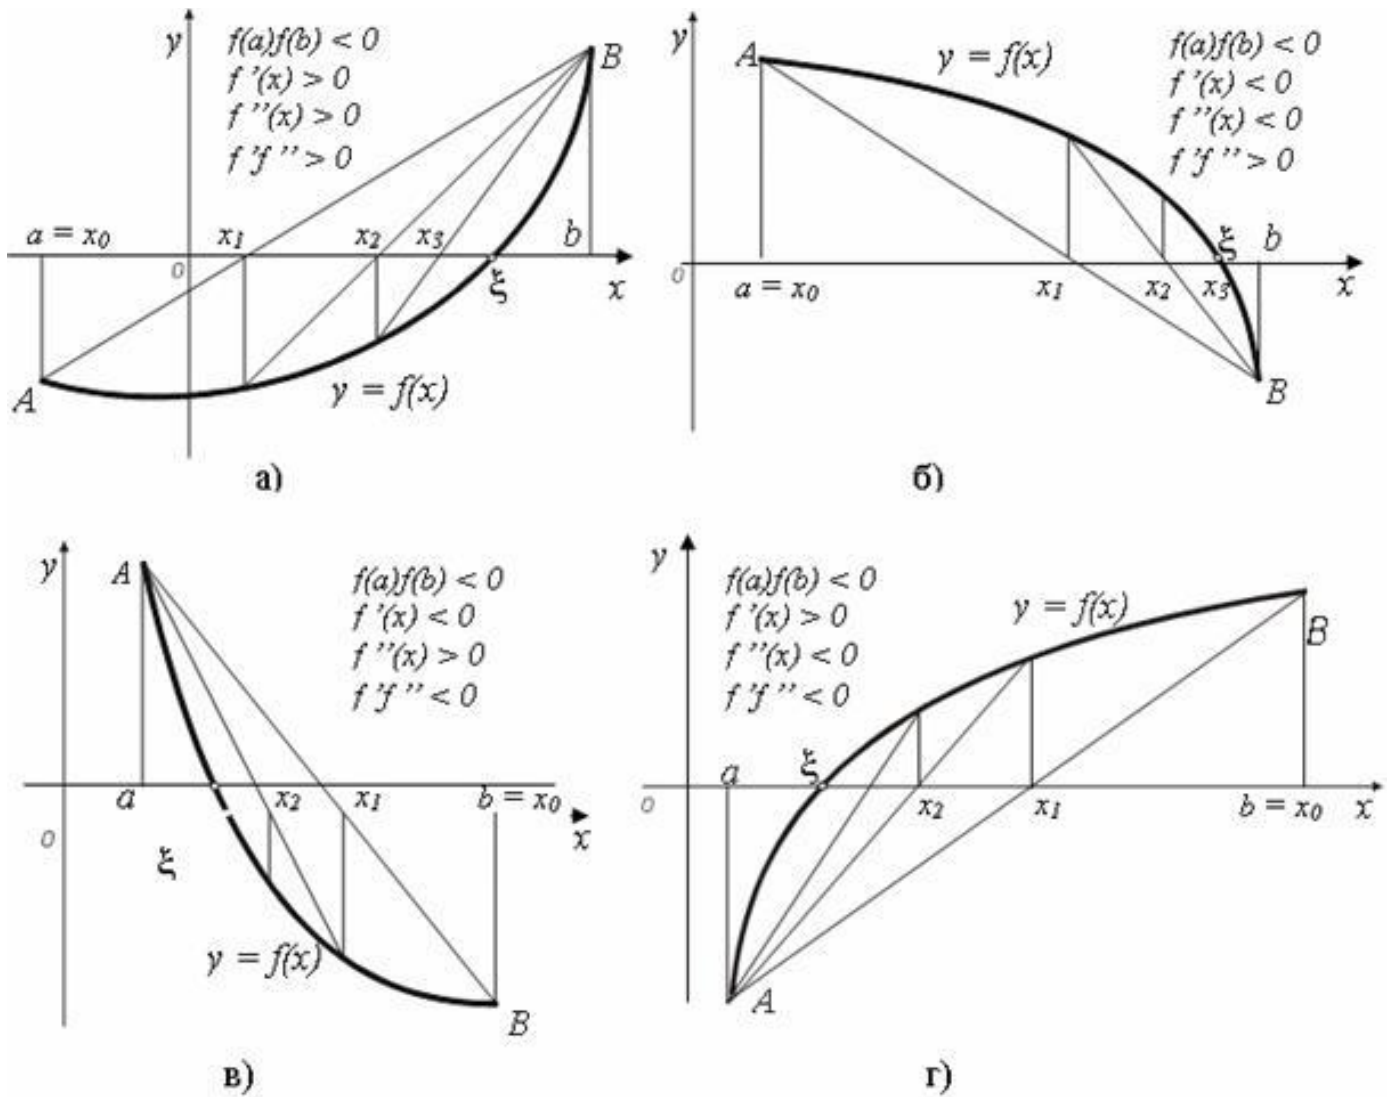 y
f(a)f(b) < 0
f '(x) > 0
f ''(x) > 0
f 'f '' > 0
B
a = x₀
x₁
x₂
x₃
b
0
ξ
x
A
y = f(x)
а)
y
A
y = f(x)
f(a)f(b) < 0
f '(x) < 0
f ''(x) < 0
f 'f '' > 0
ξ
b
0
a = x₀
x₁
x₂
x₃
x
B
б)
y
A
f(a)f(b) < 0
f '(x) < 0
f ''(x) > 0
f 'f '' < 0
a
x₂
x₁
b = x₀
0
x
ξ
y = f(x)
B
в)
y
f(a)f(b) < 0
f '(x) > 0
f ''(x) < 0
f 'f '' < 0
y = f(x)
B
a
ξ
0
x₂
x₁
b = x₀
x
A
г)